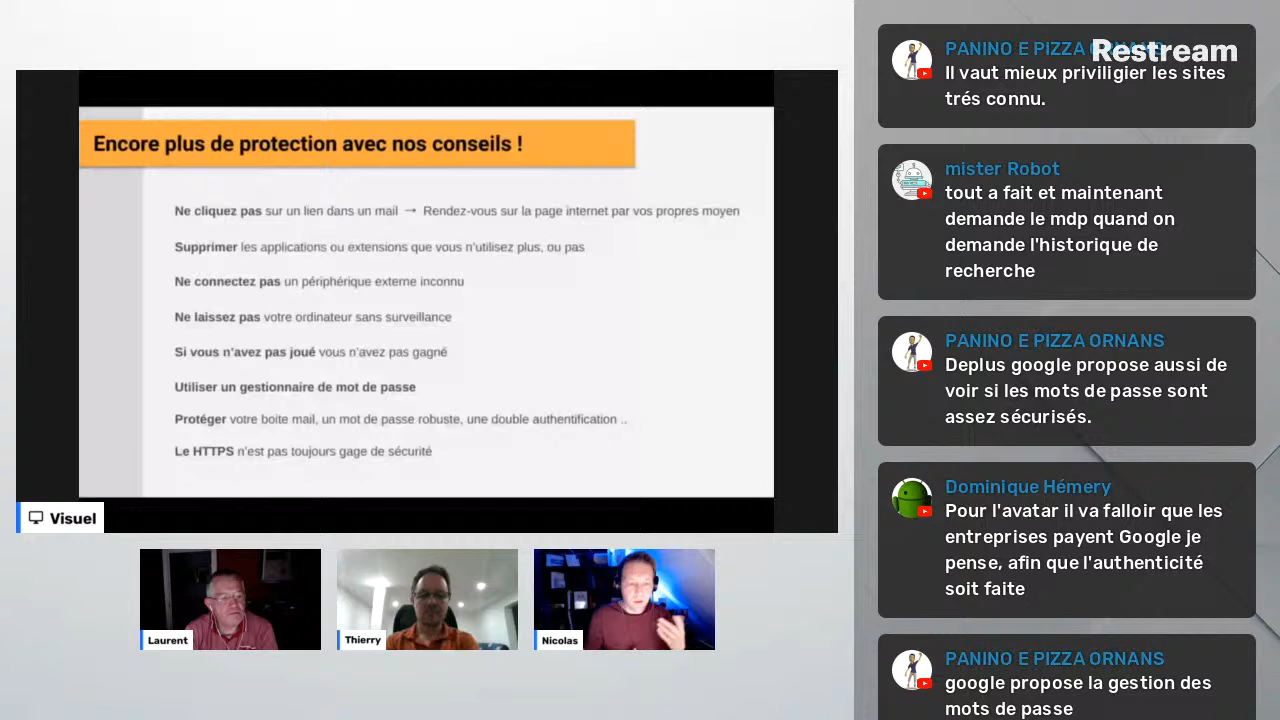 Encore plus de protection avec nos conseils !
Ne cliquez pas sur un lien dans un mail → Rendez-vous sur la page internet par vos propres moyen
Supprimer les applications ou extensions que vous n'utilisez plus, ou pas
Ne connectez pas un périphérique externe inconnu
Ne laissez pas votre ordinateur sans surveillance
Si vous n'avez pas joué vous n'avez pas gagné
Utiliser un gestionnaire de mot de passe
Protéger votre boite mail, un mot de passe robuste, une double authentification ..
Le HTTPS n'est pas toujours gage de sécurité
Visuel
Laurent
Thierry
Nicolas
Restream
PANINO E PIZZA ORNANS
Il vaut mieux priviligier les sites
trés connu.
mister Robot
tout a fait et maintenant
demande le mdp quand on
demande l'historique de
recherche
PANINO E PIZZA ORNANS
Deplus google propose aussi de
voir si les mots de passe sont
assez sécurisés.
Dominique Hémery
Pour l'avatar il va falloir que les
entreprises payent Google je
pense, afin que l'authenticité
soit faite
PANINO E PIZZA ORNANS
google propose la gestion des
mots de passe